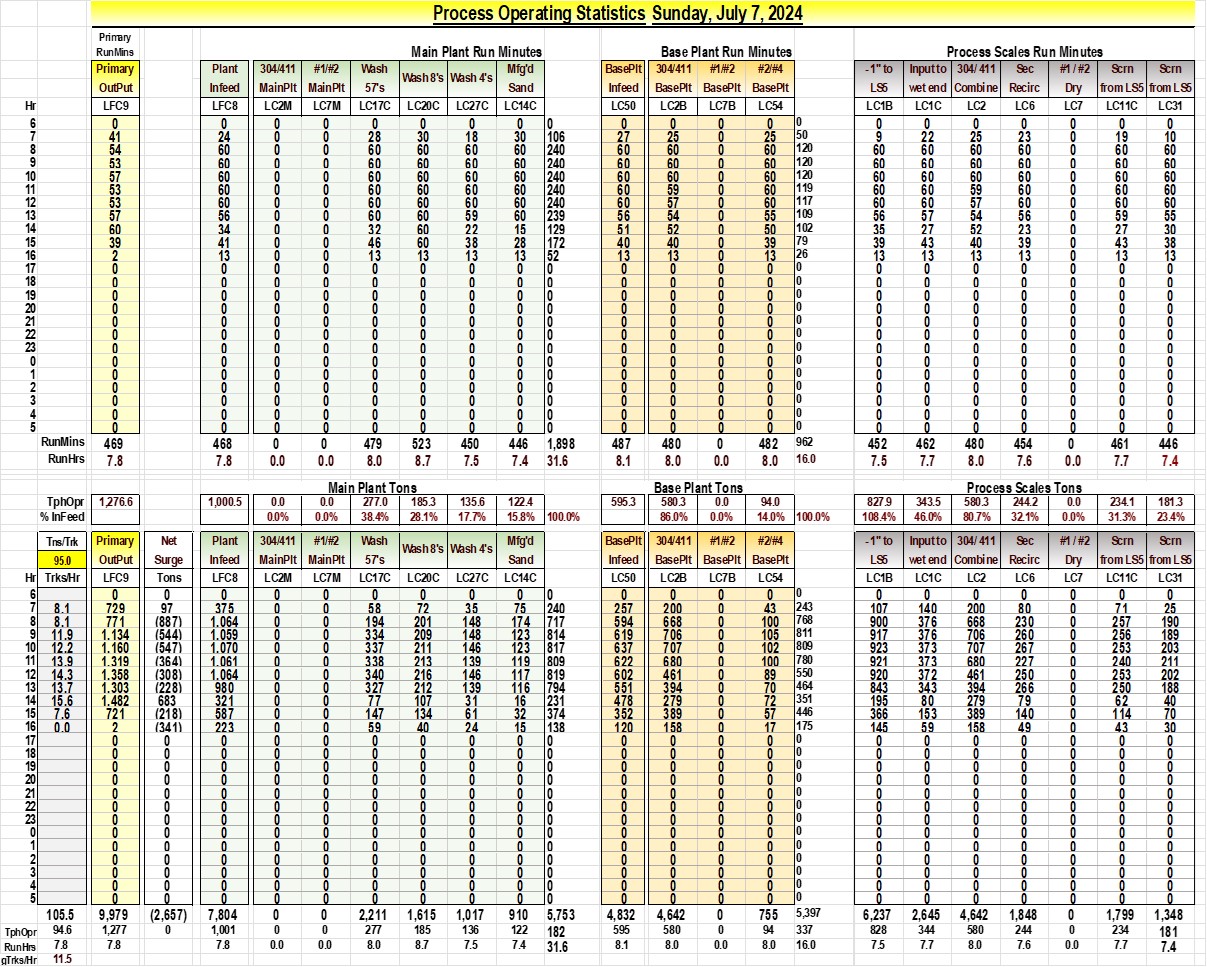 Process Operating Statistics Sunday, July 7, 2024
Primary
RunMins Main Plant Run Minutes Base Plant Run Minutes Process Scales Run Minutes
Primary Plant 304/411 #1/#2 Wash Wash 8's Wash 4's Mfg'd BasePlt 304/411 #1/#2 #2/#4 -1" to Input to 304/ 411 Sec #1 / #2 Scrn Scrn
OutPut Infeed MainPlt MainPlt 57's Sand Infeed BasePlt BasePlt BasePlt LS5 wet end Combine Recirc Dry from LS5 from LS5
Hr LFC9 LFC8 LC2M LC7M LC17C LC20C LC27C LC14C LC50 LC2B LC7B LC54 LC1B LC1C LC2 LC6 LC7 LC11C LC31
6 0 0 0 0 0 0 0 0 0 0 0 0 0 0 0 0 0 0 0 0 0
7 41 24 0 0 28 30 18 30 106 27 25 0 25 50 9 22 25 23 0 19 10
8 54 60 0 0 60 60 60 60 240 60 60 0 60 120 60 60 60 60 0 60 60
9 53 60 0 0 60 60 60 60 240 60 60 0 60 120 60 60 60 60 0 60 60
10 57 60 0 0 60 60 60 60 240 60 60 0 60 120 60 60 60 60 0 60 60
11 53 60 0 0 60 60 60 60 240 60 59 0 60 119 60 60 59 60 0 60 60
12 53 60 0 0 60 60 60 60 240 60 57 0 60 117 60 60 57 60 0 60 60
13 57 56 0 0 60 60 59 60 239 56 54 0 55 109 56 57 54 56 0 59 55
14 60 34 0 0 32 60 22 15 129 51 52 0 50 102 35 27 52 23 0 27 30
15 39 41 0 0 46 60 38 28 172 40 40 0 39 79 39 43 40 39 0 43 38
16 2 13 0 0 13 13 13 13 52 13 13 0 13 26 13 13 13 13 0 13 13
17 0 0 0 0 0 0 0 0 0 0 0 0 0 0 0 0 0 0 0 0 0
18 0 0 0 0 0 0 0 0 0 0 0 0 0 0 0 0 0 0 0 0 0
19 0 0 0 0 0 0 0 0 0 0 0 0 0 0 0 0 0 0 0 0 0
20 0 0 0 0 0 0 0 0 0 0 0 0 0 0 0 0 0 0 0 0 0
21 0 0 0 0 0 0 0 0 0 0 0 0 0 0 0 0 0 0 0 0 0
22 0 0 0 0 0 0 0 0 0 0 0 0 0 0 0 0 0 0 0 0 0
23 0 0 0 0 0 0 0 0 0 0 0 0 0 0 0 0 0 0 0 0 0
0 0 0 0 0 0 0 0 0 0 0 0 0 0 0 0 0 0 0 0 0 0
1 0 0 0 0 0 0 0 0 0 0 0 0 0 0 0 0 0 0 0 0 0
2 0 0 0 0 0 0 0 0 0 0 0 0 0 0 0 0 0 0 0 0 0
3 0 0 0 0 0 0 0 0 0 0 0 0 0 0 0 0 0 0 0 0 0
4 0 0 0 0 0 0 0 0 0 0 0 0 0 0 0 0 0 0 0 0 0
5 0 0 0 0 0 0 0 0 0 0 0 0 0 0 0 0 0 0 0 0 0
RunMins 469 468 0 0 479 523 450 446 1,898 487 480 0 482 962 452 462 480 454 0 461 446
RunHrs 7.8 7.8 0.0 0.0 8.0 8.7 7.5 7.4 31.6 8.1 8.0 0.0 8.0 16.0 7.5 7.7 8.0 7.6 0.0 7.7 7.4
Main Plant Tons Base Plant Tons Process Scales Tons
TphOpr 1,276.6 1,000.5 0.0 0.0 277.0 185.3 135.6 122.4 595.3 580.3 0.0 94.0 827.9 343.5 580.3 244.2 0.0 234.1 181.3
% InFeed 0.0% 0.0% 38.4% 28.1% 17.7% 15.8% 100.0% 86.0% 0.0% 14.0% 100.0% 108.4% 46.0% 80.7% 32.1% 0.0% 31.3% 23.4%
Tns/Trk Primary Net Plant 304/411 #1/#2 Wash Wash 8's Wash 4's Mfg'd BasePlt 304/411 #1/#2 #2/#4 -1" to Input to 304/ 411 Sec #1 / #2 Scrn Scrn
95.0 OutPut Surge Infeed MainPlt MainPlt 57's Sand Infeed BasePlt BasePlt BasePlt LS5 wet end Combine Recirc Dry from LS5 from LS5
Hr Trks/Hr LFC9 Tons LFC8 LC2M LC7M LC17C LC20C LC27C LC14C LC50 LC2B LC7B LC54 LC1B LC1C LC2 LC6 LC7 LC11C LC31
6 0 0 0 0 0 0 0 0 0 0 0 0 0 0 0 0 0 0 0 0 0 0
7 8.1 729 97 375 0 0 58 72 35 75 240 257 200 0 43 243 107 140 200 80 0 71 25
8 8.1 771 (887) 1,064 0 0 194 201 148 174 717 594 668 0 100 768 900 376 668 230 0 257 190
9 11.9 1,134 (544) 1,059 0 0 334 209 148 123 814 619 706 0 105 811 917 376 706 260 0 256 189
10 12.2 1,160 (547) 1,070 0 0 337 211 146 123 817 637 707 0 102 809 923 373 707 267 0 253 203
11 13.9 1,319 (364) 1,061 0 0 338 213 139 119 809 622 680 0 100 780 921 373 680 227 0 240 211
12 14.3 1,358 (308) 1,064 0 0 340 216 146 117 819 602 461 0 89 550 920 372 461 250 0 253 202
13 13.7 1,303 (228) 980 0 0 327 212 139 116 794 551 394 0 70 464 843 343 394 266 0 250 188
14 15.6 1,482 683 321 0 0 77 107 31 16 231 478 279 0 72 351 195 80 279 79 0 62 40
15 7.6 721 (218) 587 0 0 147 134 61 32 374 352 389 0 57 446 366 153 389 140 0 114 70
16 0.0 2 (341) 223 0 0 59 40 24 15 138 120 158 0 17 175 145 59 158 49 0 43 30
17 0 0 0 0 0 0 0 0 0 0 0 0 0 0 0 0 0 0 0 0 0 0
18 0 0 0 0 0 0 0 0 0 0 0 0 0 0 0 0 0 0 0 0 0 0
19 0 0 0 0 0 0 0 0 0 0 0 0 0 0 0 0 0 0 0 0 0 0
20 0 0 0 0 0 0 0 0 0 0 0 0 0 0 0 0 0 0 0 0 0 0
21 0 0 0 0 0 0 0 0 0 0 0 0 0 0 0 0 0 0 0 0 0 0
22 0 0 0 0 0 0 0 0 0 0 0 0 0 0 0 0 0 0 0 0 0 0
23 0 0 0 0 0 0 0 0 0 0 0 0 0 0 0 0 0 0 0 0 0 0
0 0 0 0 0 0 0 0 0 0 0 0 0 0 0 0 0 0 0 0 0 0 0
1 0 0 0 0 0 0 0 0 0 0 0 0 0 0 0 0 0 0 0 0 0 0
2 0 0 0 0 0 0 0 0 0 0 0 0 0 0 0 0 0 0 0 0 0 0
3 0 0 0 0 0 0 0 0 0 0 0 0 0 0 0 0 0 0 0 0 0 0
4 0 0 0 0 0 0 0 0 0 0 0 0 0 0 0 0 0 0 0 0 0 0
5 0 0 0 0 0 0 0 0 0 0 0 0 0 0 0 0 0 0 0 0 0 0
105.5 9,979 (2,657) 7,804 0 0 2,211 1,615 1,017 910 5,753 4,832 4,642 0 755 5,397 6,237 2,645 4,642 1,848 0 1,799 1,348
TphOpr 94.6 1,277 0 1,001 0 0 277 185 136 122 182 595 580 0 94 337 828 344 580 244 0 234 181
RunHrs 7.8 7.8 7.8 0.0 0.0 8.0 8.7 7.5 7.4 31.6 8.1 8.0 0.0 8.0 16.0 7.5 7.7 8.0 7.6 0.0 7.7 7.4
gTrks/Hr 11.5